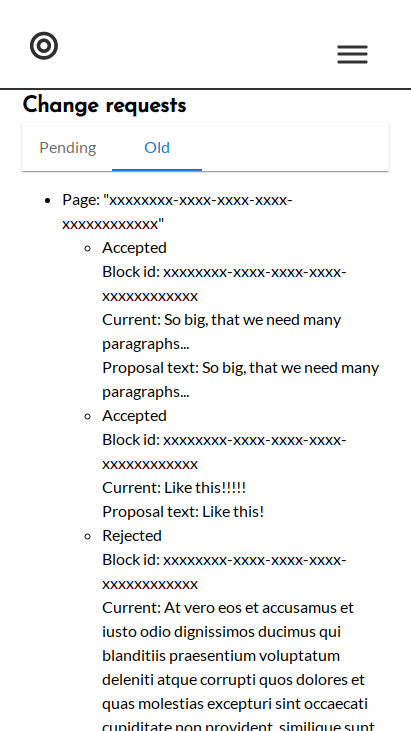 Change requests
Pending
Old
Page: "xxxxxxxx-xxxx-xxxx-xxxx-
xxxxxxxxxxxx"
Accepted
Block id: xxxxxxxx-xxxx-xxxx-xxxx-
xxxxxxxxxxxx
Current: So big, that we need many
paragraphs...
Proposal text: So big, that we need many
paragraphs...
Accepted
Block id: xxxxxxxx-xxxx-xxxx-xxxx-
xxxxxxxxxxxx
Current: Like this!!!!!
Proposal text: Like this!
Rejected
Block id: xxxxxxxx-xxxx-xxxx-xxxx-
xxxxxxxxxxxx
Current: At vero eos et accusamus et
iusto odio dignissimos ducimus qui
blanditiis praesentium voluptatum
deleniti atque corrupti quos dolores et
quas molestias excepturi sint occaecati
cupiditate non provident, similique sunt